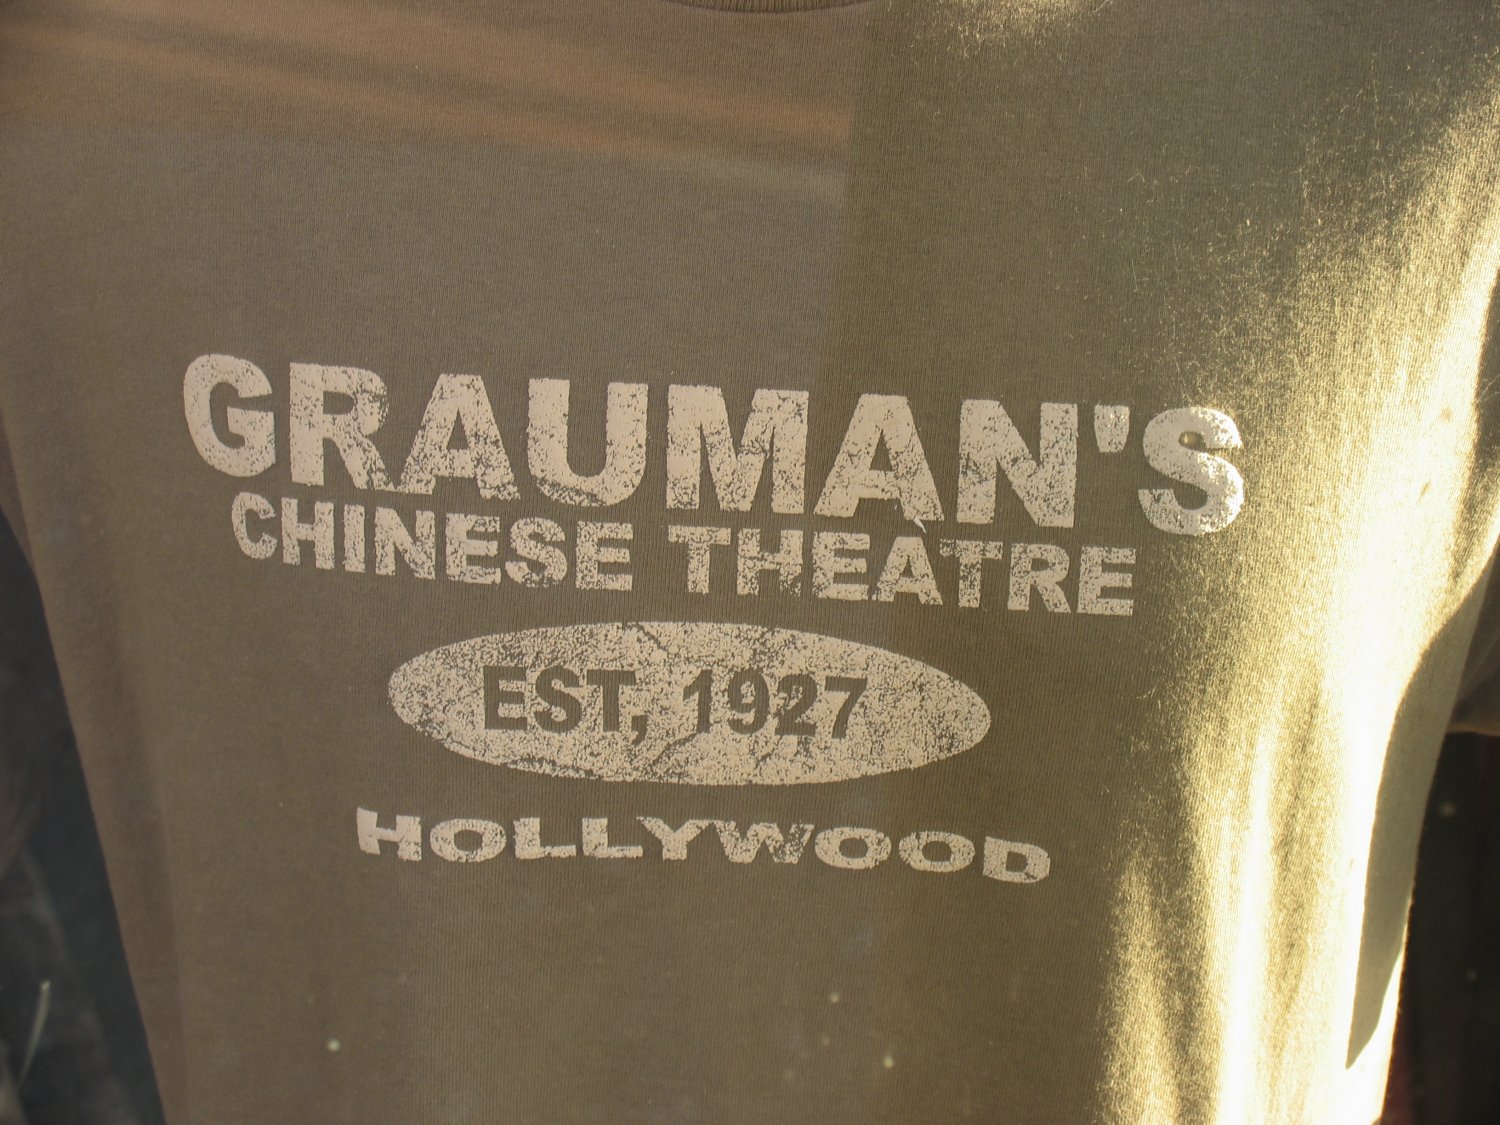 GRAUMAN'S
CHINESE THEATRE
EST, 1927
HOLLYWOOD